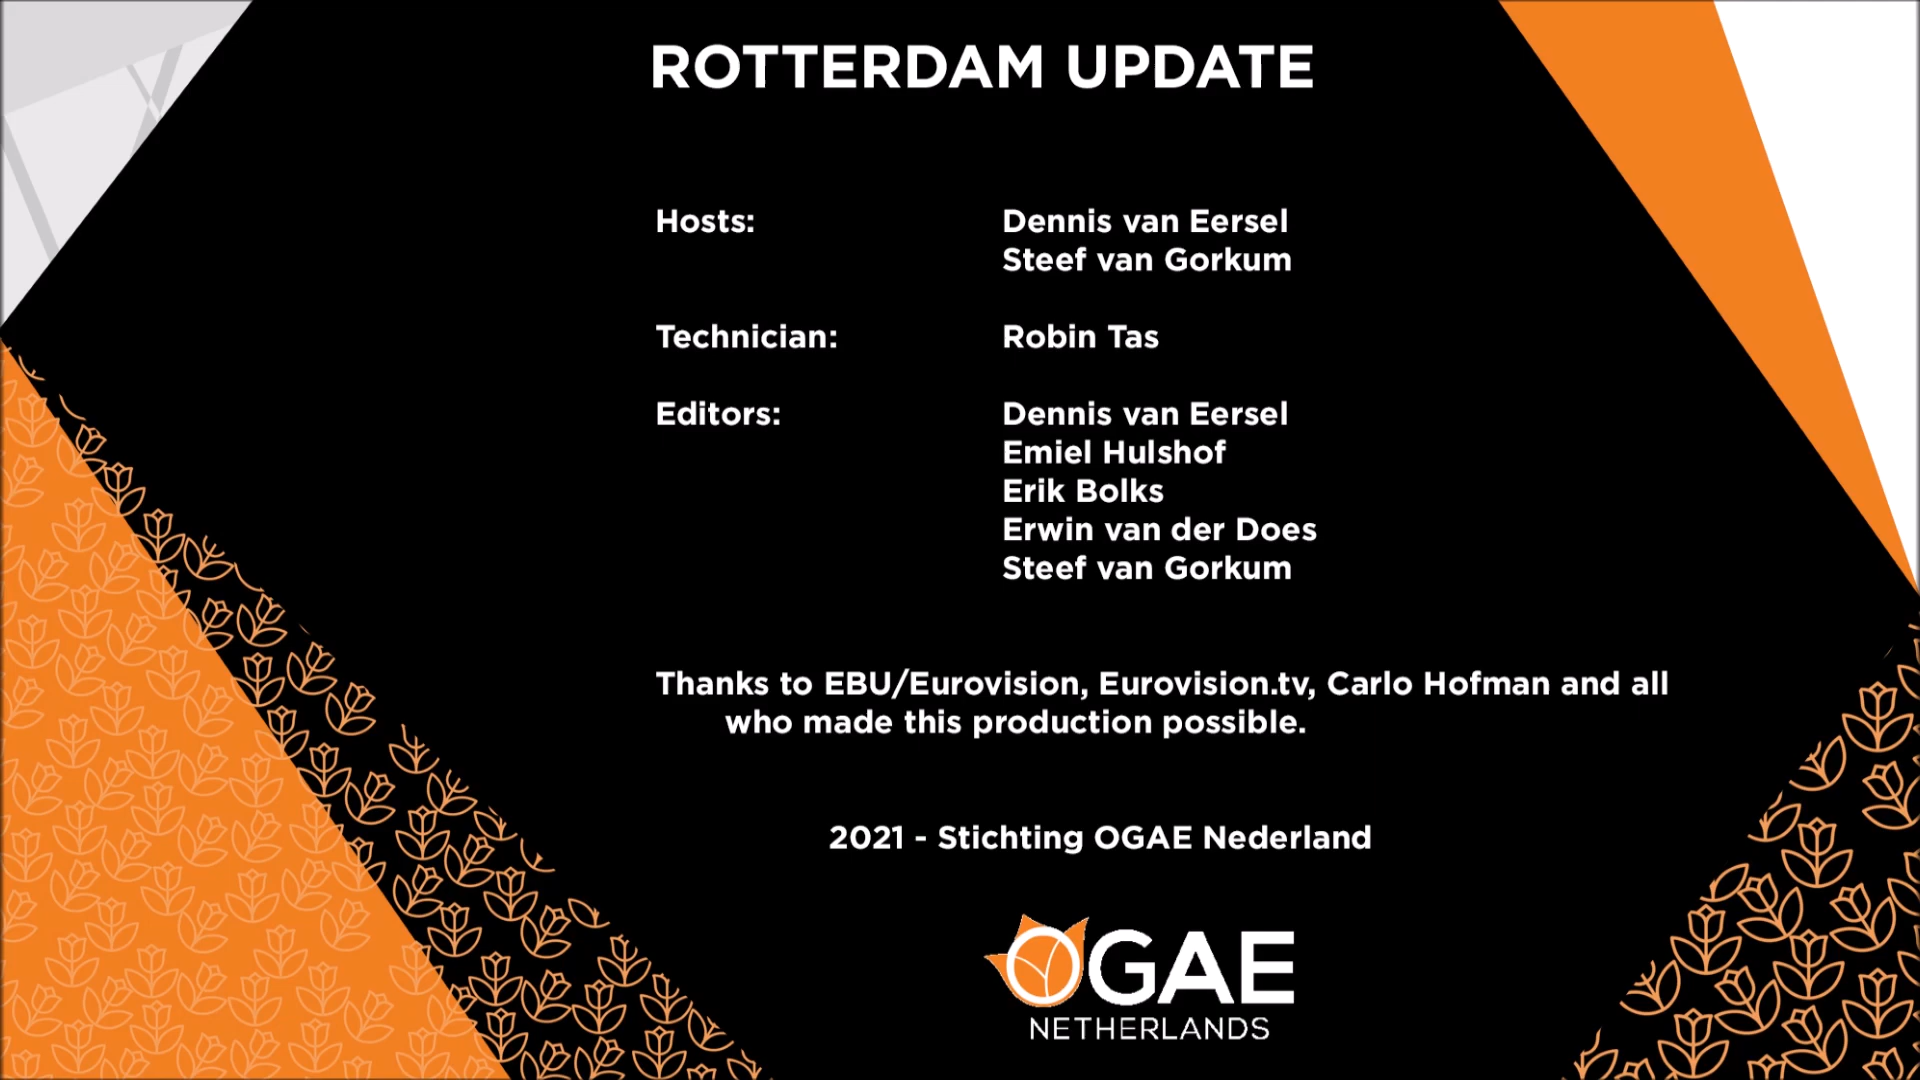 ROTTERDAM UPDATE
Hosts: Dennis van Eersel
Steef van Gorkum
Technician: Robin Tas
Editors: Dennis van Eersel
Emiel Hulshof
Erik Bolks
Erwin van der Does
Steef van Gorkum
Thanks to EBU/Eurovision, Eurovision.tv, Carlo Hofman and all
who made this production possible.
2021 - Stichting OGAE Nederland
OGAE
NETHERLANDS